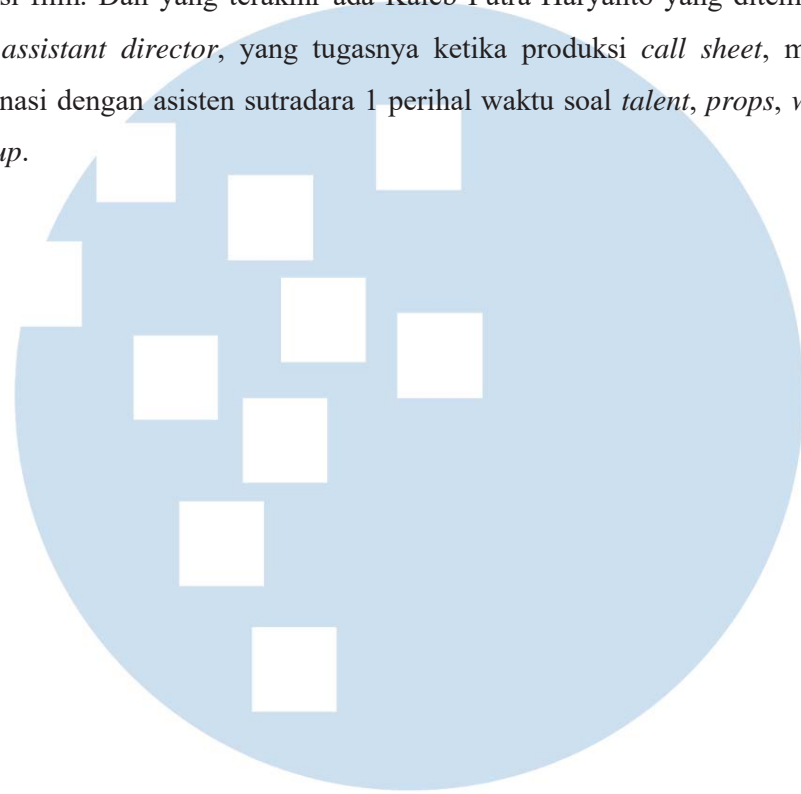 si film. Dan yang terakhir ada Kaleb Putra Haryanto yang ditem
assistant director, yang tugasnya ketika produksi call sheet, m
nasi dengan asisten sutradara 1 perihal waktu soal talent, props, w
up.